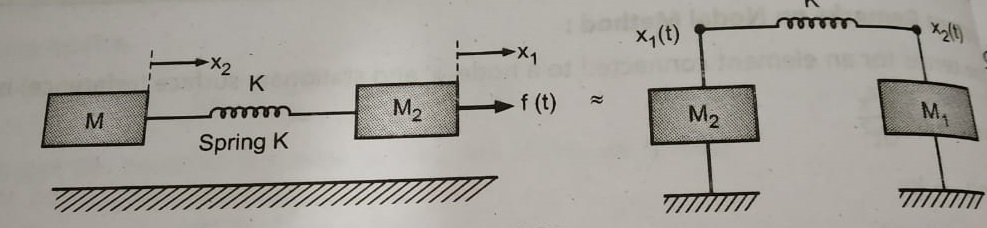 x₂
x₁
K
M
M₂
f (t)
Spring K
≈
K
x₁(t)
x₂(t)
M₂
M₁